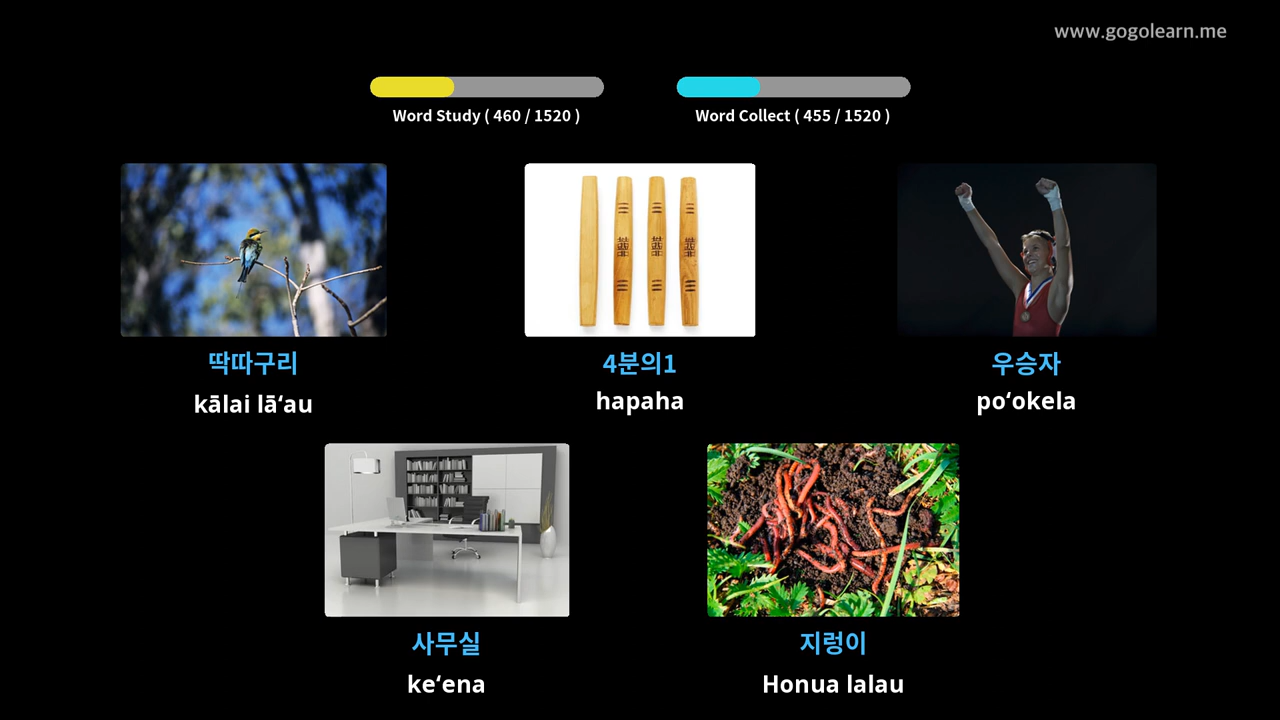 www.gogolearn.me
Word Study ( 460 / 1520 )
Word Collect ( 455 / 1520 )
딱따구리
kālai lāʻau
4분의1
hapaha
우승자
poʻokela
사무실
keʻena
지렁이
Honua lalau